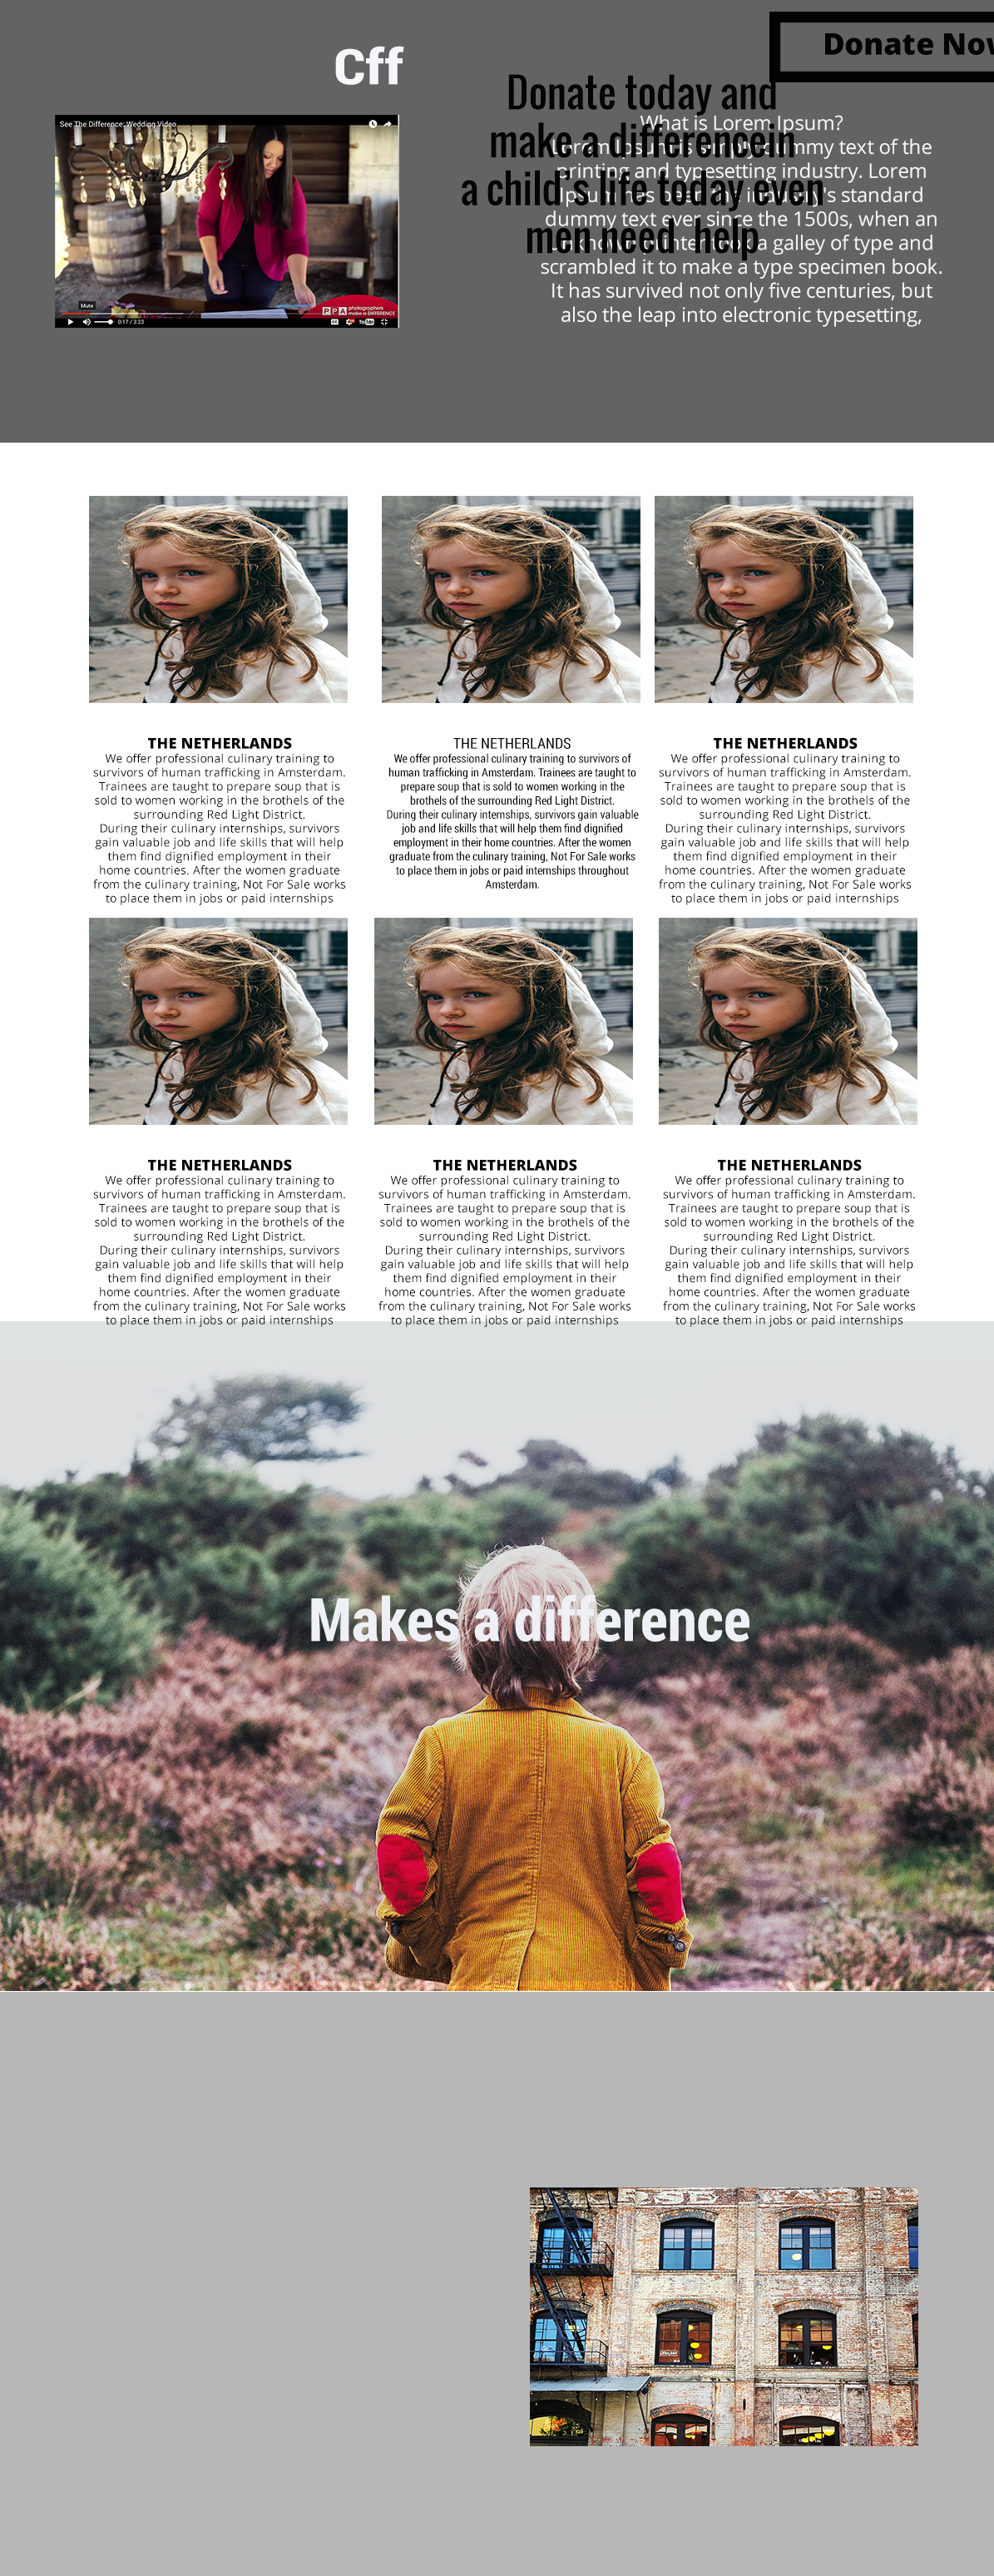 Donate Nov
Cff
Donate today and
make a differencein
a child's life today even
men need help
What is Lorem Ipsum?
Lorem Ipsum is simply dummy text of the
printing and typesetting industry. Lorem
Ipsum has been the industry's standard
dummy text ever since the 1500s, when an
unknown printer took a galley of type and
scrambled it to make a type specimen book.
It has survived not only five centuries, but
also the leap into electronic typesetting,
See The Difference: Wedding Video
Mute
0:17 / 3:23
PPA photographers
make a DIFFERENCE
CC
YouTube
THE NETHERLANDS
We offer professional culinary training to
survivors of human trafficking in Amsterdam.
Trainees are taught to prepare soup that is
sold to women working in the brothels of the
surrounding Red Light District.
During their culinary internships, survivors
gain valuable job and life skills that will help
them find dignified employment in their
home countries. After the women graduate
from the culinary training, Not For Sale works
to place them in jobs or paid internships
THE NETHERLANDS
We offer professional culinary training to survivors of
human trafficking in Amsterdam. Trainees are taught to
prepare soup that is sold to women working in the
brothels of the surrounding Red Light District.
During their culinary internships, survivors gain valuable
job and life skills that will help them find dignified
employment in their home countries. After the women
graduate from the culinary training, Not For Sale works
to place them in jobs or paid internships throughout
Amsterdam.
THE NETHERLANDS
We offer professional culinary training to
survivors of human trafficking in Amsterdam.
Trainees are taught to prepare soup that is
sold to women working in the brothels of the
surrounding Red Light District.
During their culinary internships, survivors
gain valuable job and life skills that will help
them find dignified employment in their
home countries. After the women graduate
from the culinary training, Not For Sale works
to place them in jobs or paid internships
THE NETHERLANDS
We offer professional culinary training to
survivors of human trafficking in Amsterdam.
Trainees are taught to prepare soup that is
sold to women working in the brothels of the
surrounding Red Light District.
During their culinary internships, survivors
gain valuable job and life skills that will help
them find dignified employment in their
home countries. After the women graduate
from the culinary training, Not For Sale works
to place them in jobs or paid internships
THE NETHERLANDS
We offer professional culinary training to
survivors of human trafficking in Amsterdam.
Trainees are taught to prepare soup that is
sold to women working in the brothels of the
surrounding Red Light District.
During their culinary internships, survivors
gain valuable job and life skills that will help
them find dignified employment in their
home countries. After the women graduate
from the culinary training, Not For Sale works
to place them in jobs or paid internships
THE NETHERLANDS
We offer professional culinary training to
survivors of human trafficking in Amsterdam.
Trainees are taught to prepare soup that is
sold to women working in the brothels of the
surrounding Red Light District.
During their culinary internships, survivors
gain valuable job and life skills that will help
them find dignified employment in their
home countries. After the women graduate
from the culinary training, Not For Sale works
to place them in jobs or paid internships
Makes a difference